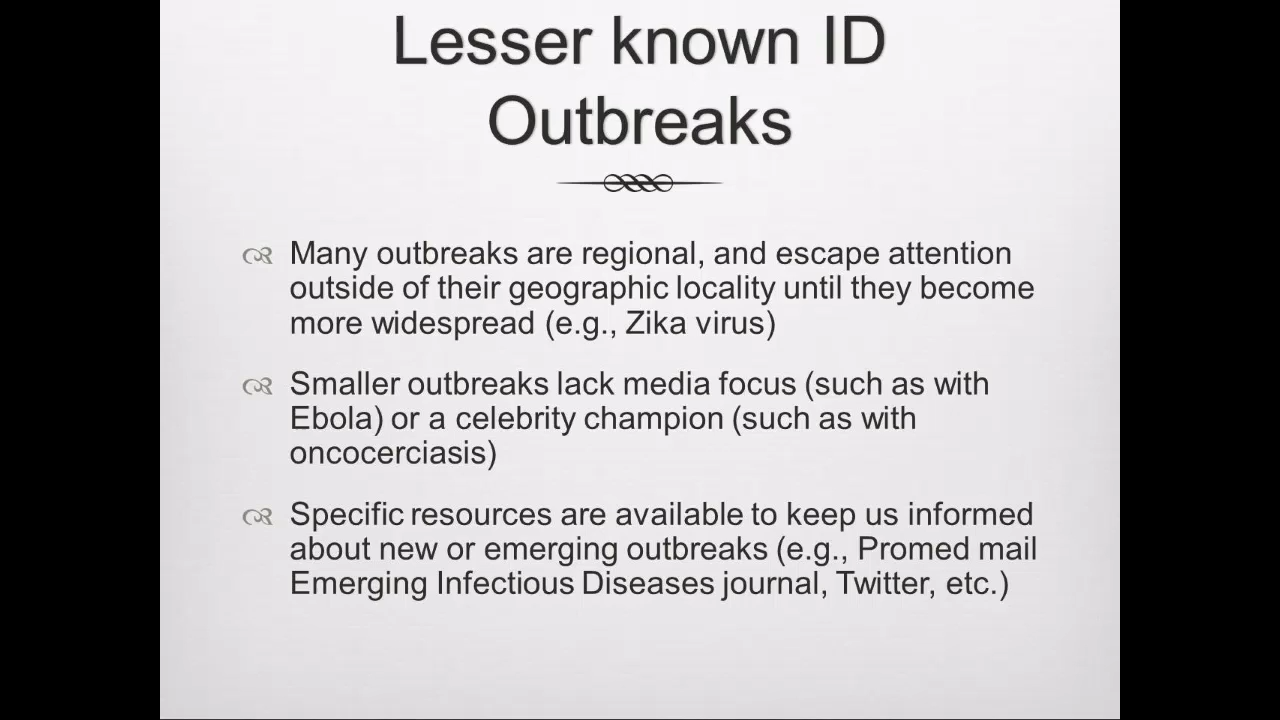 Lesser known ID
Outbreaks
Many outbreaks are regional, and escape attention
outside of their geographic locality until they become
more widespread (e.g., Zika virus)
Smaller outbreaks lack media focus (such as with
Ebola) or a celebrity champion (such as with
oncocerciasis)
Specific resources are available to keep us informed
about new or emerging outbreaks (e.g., Promed mail
Emerging Infectious Diseases journal, Twitter, etc.)